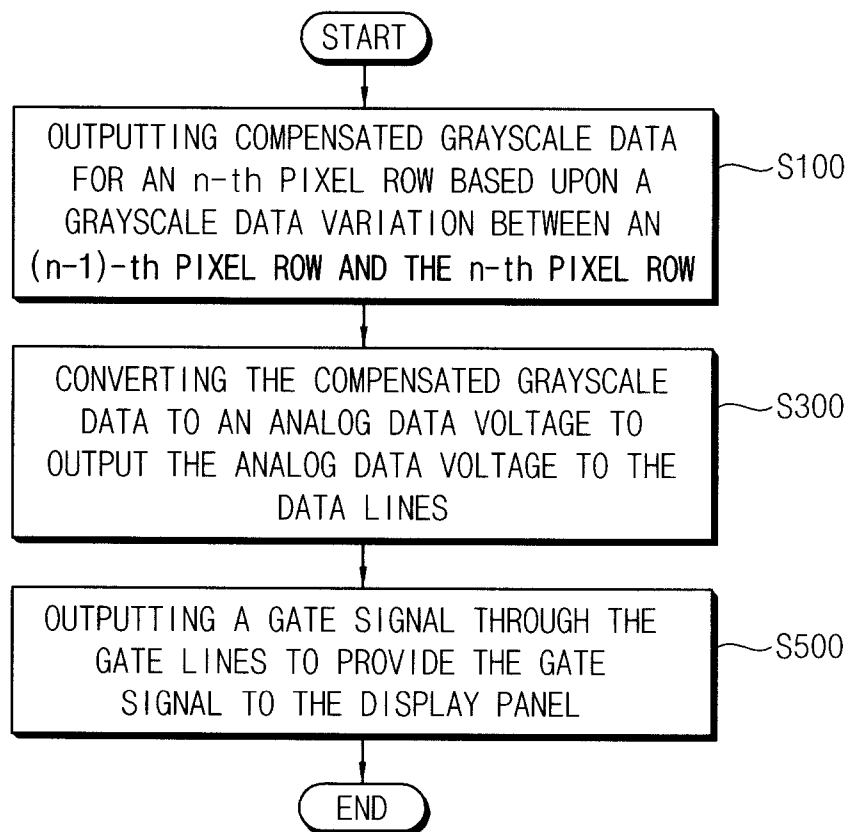 START
OUTPUTTING COMPENSATED GRAYSCALE DATA
FOR AN n-th PIXEL ROW BASED UPON A
GRAYSCALE DATA VARIATION BETWEEN AN
(n-1)-th PIXEL ROW AND THE n-th PIXEL ROW
S100
CONVERTING THE COMPENSATED GRAYSCALE
DATA TO AN ANALOG DATA VOLTAGE TO
OUTPUT THE ANALOG DATA VOLTAGE TO THE
DATA LINES
S300
OUTPUTTING A GATE SIGNAL THROUGH THE
GATE LINES TO PROVIDE THE GATE
SIGNAL TO THE DISPLAY PANEL
S500
END